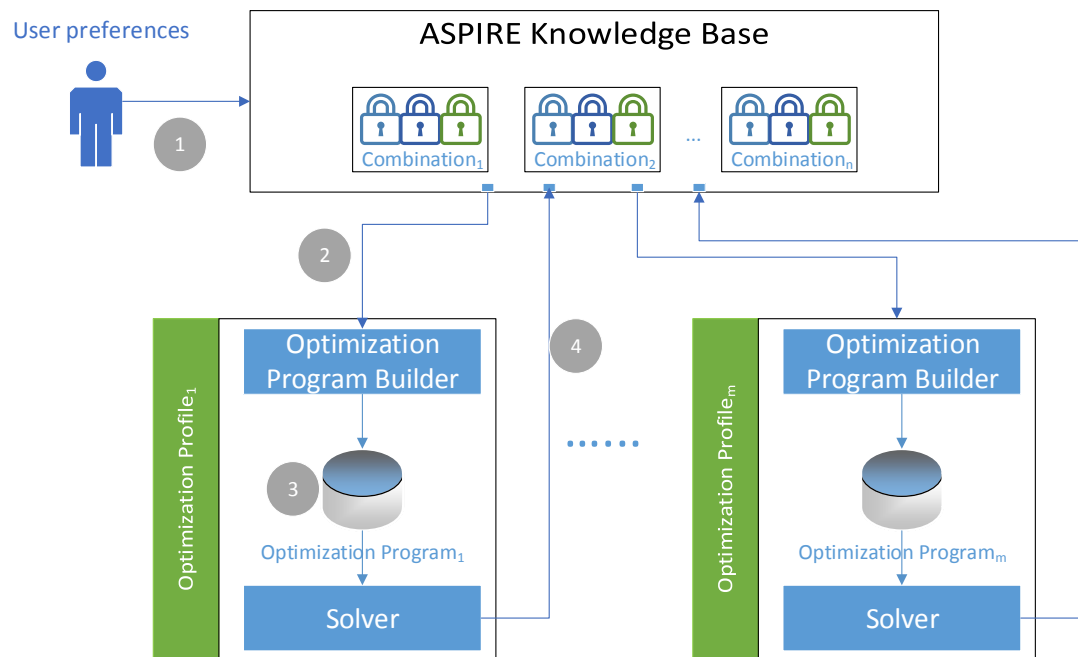 User preferences
ASPIRE Knowledge Base
1
Combination₁
Combination₂
...
Combinationₙ
2
Optimization Profile₁
Optimization
Program Builder
4
3
Optimization Program₁
Solver
.......
Optimization Profileₘ
Optimization
Program Builder
Optimization Programₘ
Solver